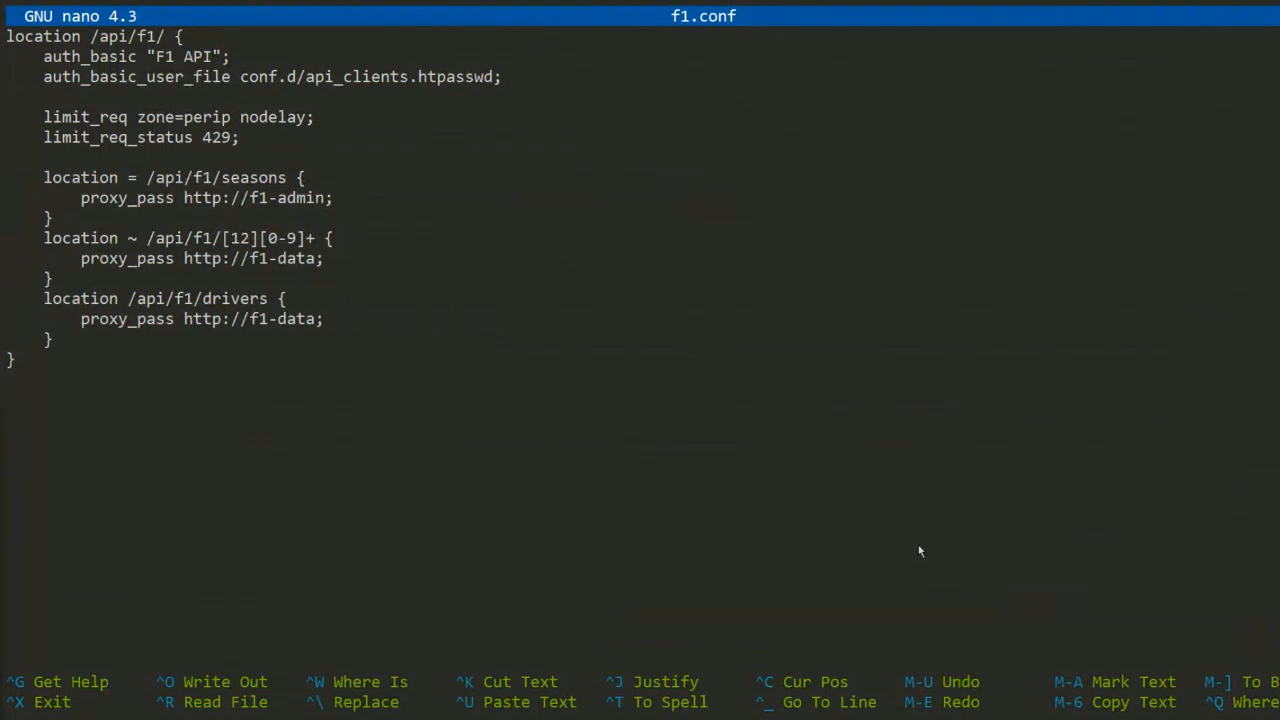 GNU nano 4.3 f1.conf
location /api/f1/ {
    auth_basic "F1 API";
    auth_basic_user_file conf.d/api_clients.htpasswd;

    limit_req zone=perip nodelay;
    limit_req_status 429;

    location = /api/f1/seasons {
        proxy_pass http://f1-admin;
    }
    location ~ /api/f1/[12][0-9]+ {
        proxy_pass http://f1-data;
    }
    location /api/f1/drivers {
        proxy_pass http://f1-data;
    }
}
^G Get Help ^O Write Out ^W Where Is ^K Cut Text ^J Justify ^C Cur Pos M-U Undo M-A Mark Text M-] To B
^X Exit ^R Read File ^\ Replace ^U Paste Text ^T To Spell ^_ Go To Line M-E Redo M-6 Copy Text ^Q Where